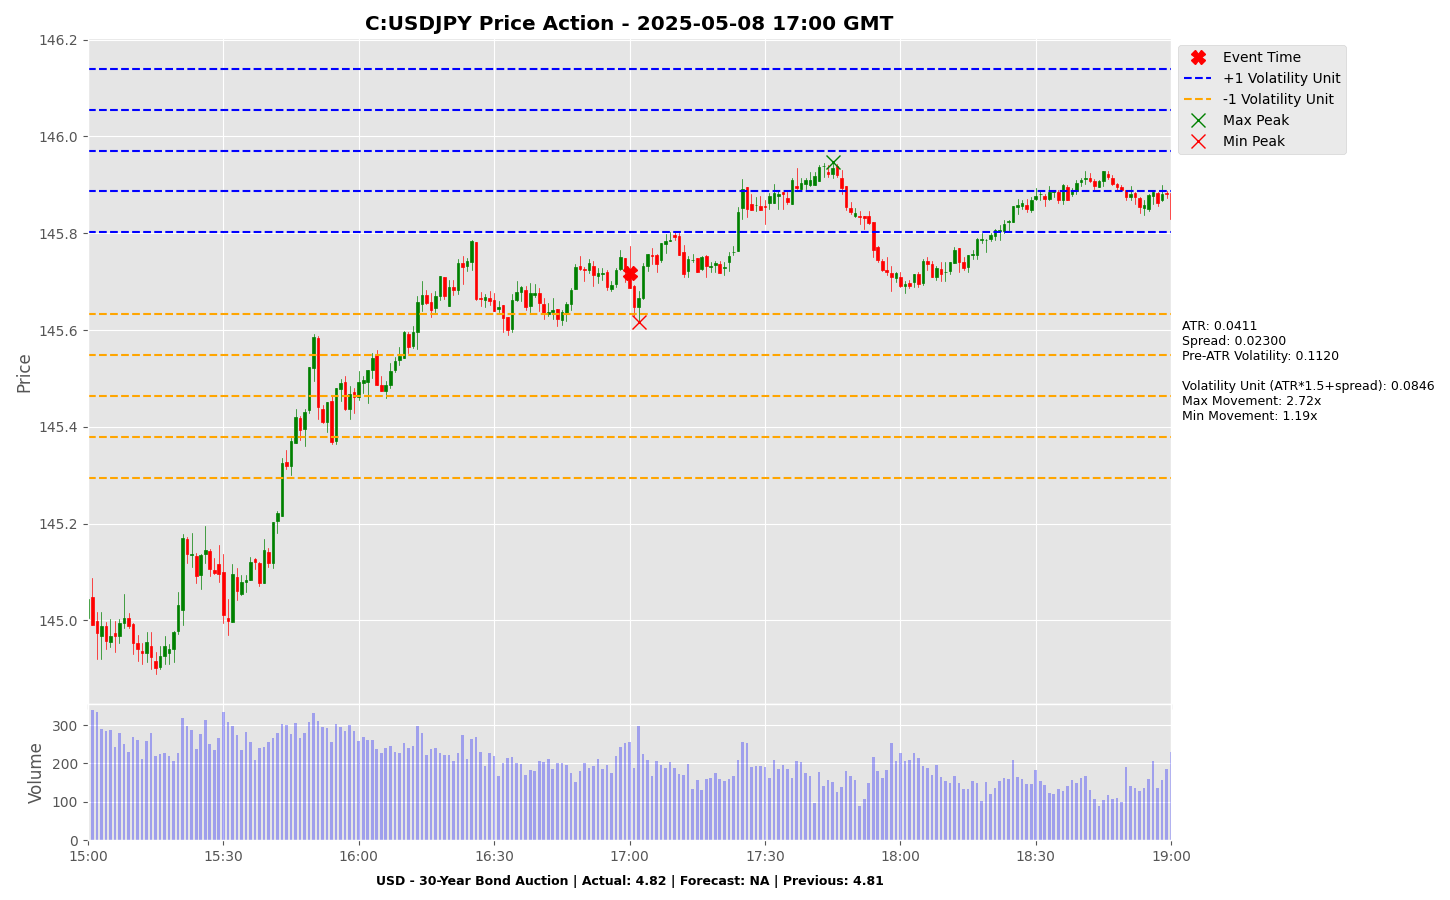 C:USDJPY Price Action - 2025-05-08 17:00 GMT
146.2
146.0
145.8
145.6
145.4
145.2
145.0
Price
Event Time
+1 Volatility Unit
-1 Volatility Unit
Max Peak
Min Peak
ATR: 0.0411
Spread: 0.02300
Pre-ATR Volatility: 0.1120
Volatility Unit (ATR*1.5+spread): 0.0846
Max Movement: 2.72x
Min Movement: 1.19x
300
200
100
0
Volume
15:00 15:30 16:00 16:30 17:00 17:30 18:00 18:30 19:00
USD - 30-Year Bond Auction | Actual: 4.82 | Forecast: NA | Previous: 4.81